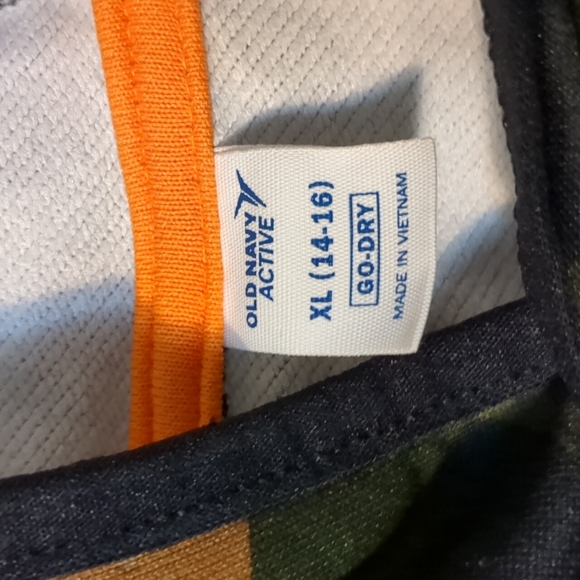 OLD NAVY
ACTIVE
XL (14-16)
GO-DRY
MADE IN VIETNAM